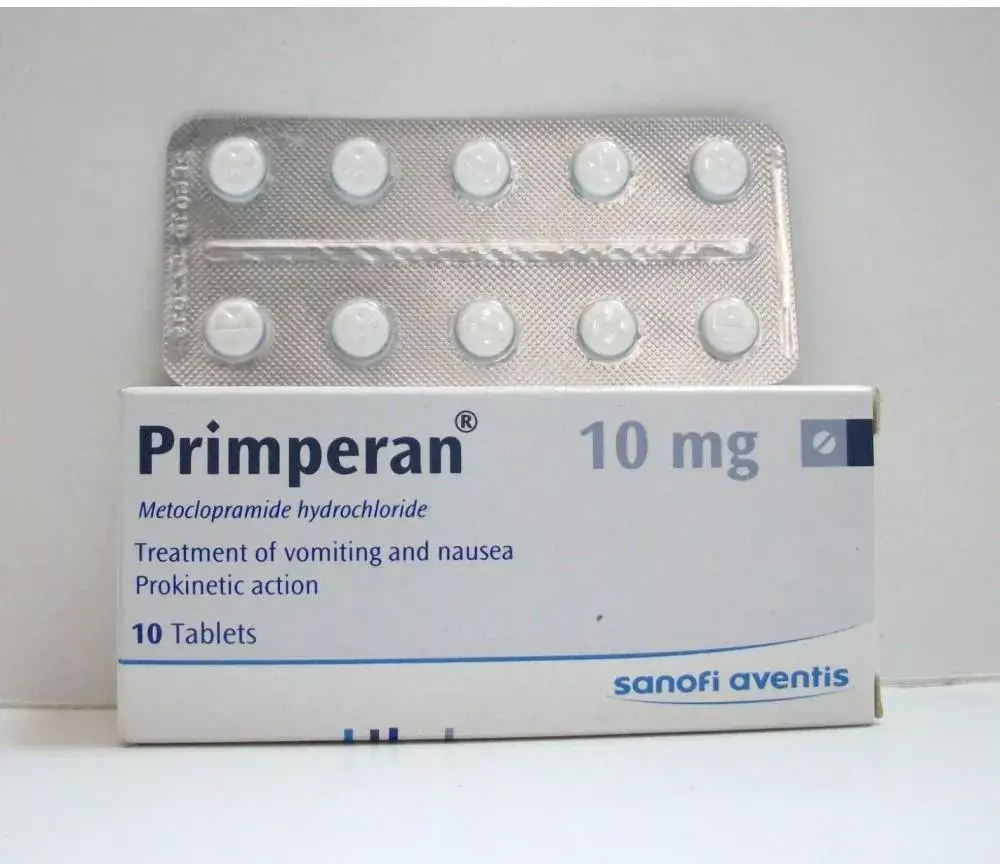 Primperan®
10 mg
Metoclopramide hydrochloride
Treatment of vomiting and nausea
Prokinetic action
10 Tablets
sanofi aventis